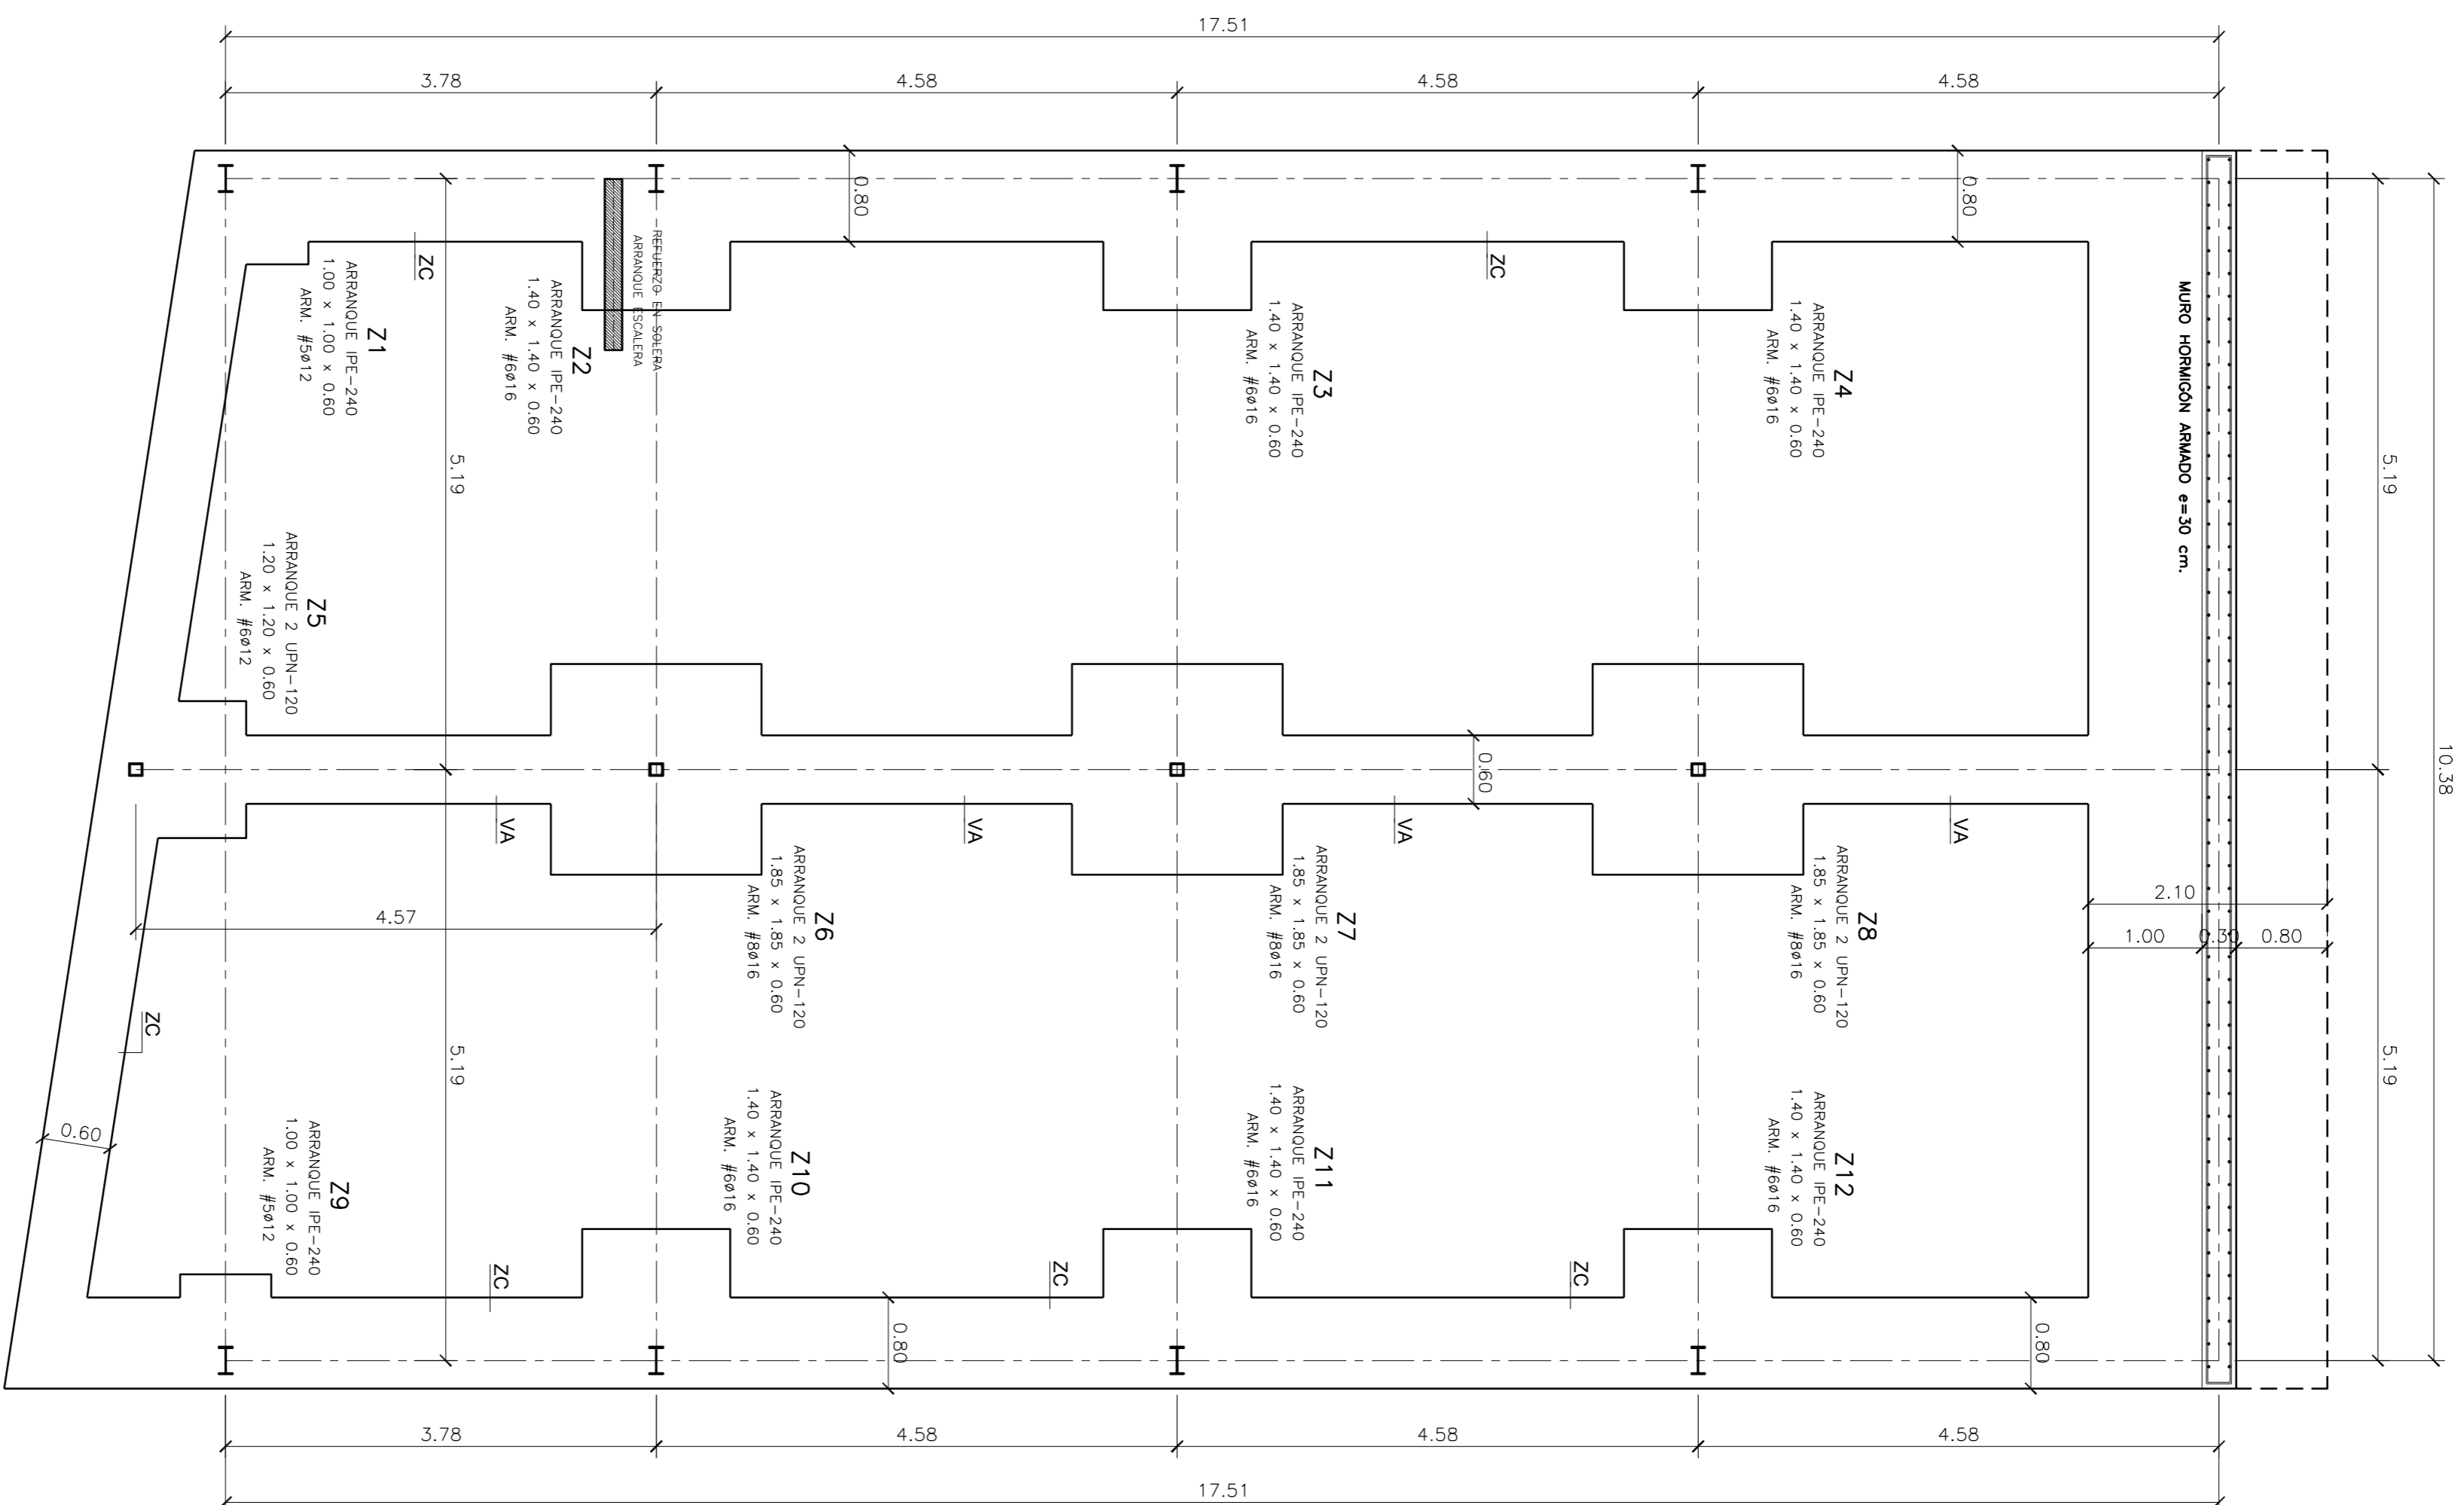 17.51
3.78
4.58
4.58
4.58
0.80
0.80
REFUERZO EN SOLERA
ARRANQUE ESCALERA
ZC
ZC
Z1
ARRANQUE IPE-240
1.00 x 1.00 x 0.60
ARM. #5ø12
Z2
ARRANQUE IPE-240
1.40 x 1.40 x 0.60
ARM. #6ø16
Z3
ARRANQUE IPE-240
1.40 x 1.40 x 0.60
ARM. #6ø16
Z4
ARRANQUE IPE-240
1.40 x 1.40 x 0.60
ARM. #6ø16
MURO HORMIGÓN ARMADO e=30 cm.
5.19
5.19
10.38
Z5
ARRANQUE 2 UPN-120
1.20 x 1.20 x 0.60
ARM. #6ø12
0.60
VA
VA
VA
VA
Z6
ARRANQUE 2 UPN-120
1.85 x 1.85 x 0.60
ARM. #8ø16
Z7
ARRANQUE 2 UPN-120
1.85 x 1.85 x 0.60
ARM. #8ø16
Z8
ARRANQUE 2 UPN-120
1.85 x 1.85 x 0.60
ARM. #8ø16
2.10
1.00
0.30
0.80
4.57
ZC
5.19
5.19
0.60
Z9
ARRANQUE IPE-240
1.00 x 1.00 x 0.60
ARM. #5ø12
Z10
ARRANQUE IPE-240
1.40 x 1.40 x 0.60
ARM. #6ø16
Z11
ARRANQUE IPE-240
1.40 x 1.40 x 0.60
ARM. #6ø16
Z12
ARRANQUE IPE-240
1.40 x 1.40 x 0.60
ARM. #6ø16
ZC
ZC
ZC
0.80
0.80
3.78
4.58
4.58
4.58
17.51